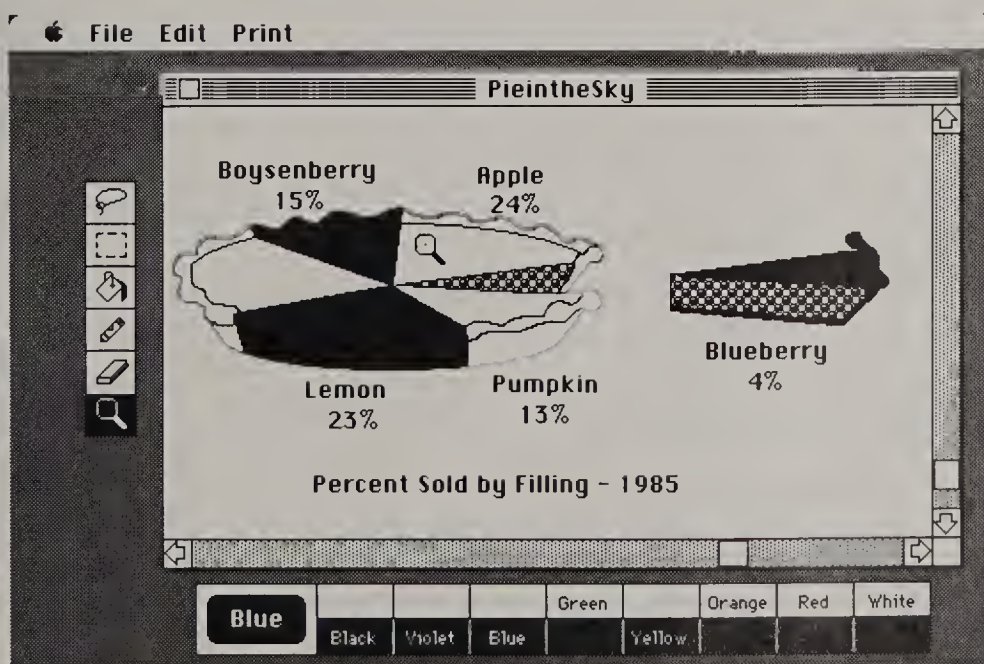 File Edit Print
PieintheSky
Boysenberry
15%
Apple
24%
Blueberry
4%
Lemon
23%
Pumpkin
13%
Percent Sold by Filling - 1985
Blue
Black
Violet
Blue
Green
Yellow
Orange
Red
White